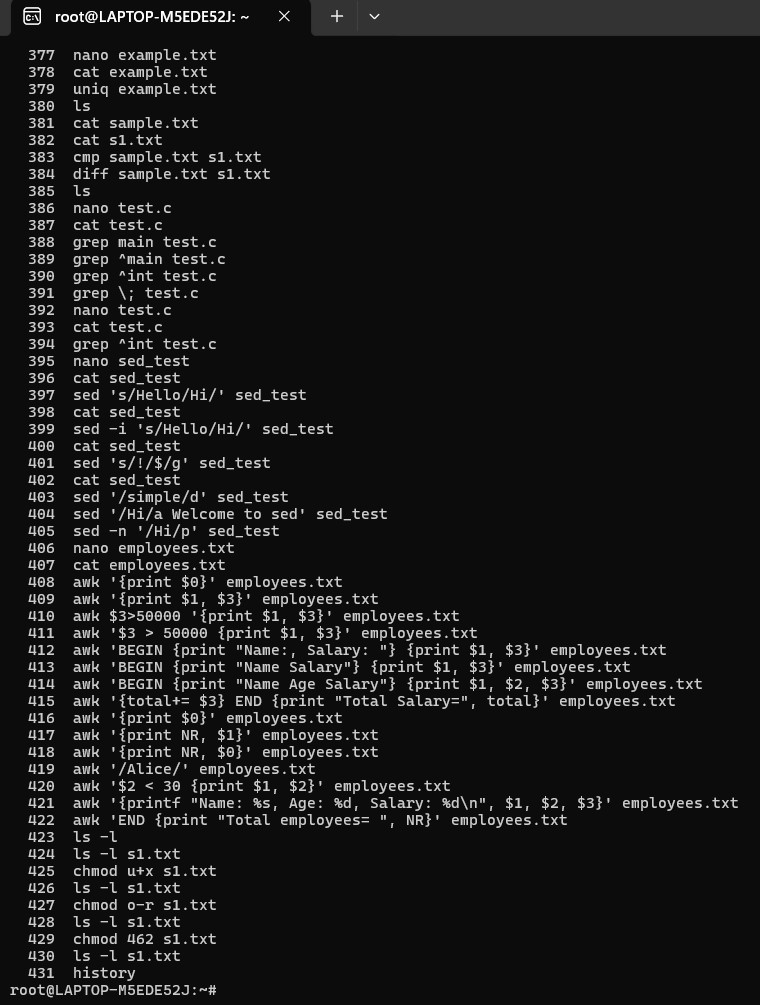 root@LAPTOP-M5EDE52J: ~
377 nano example.txt
378 cat example.txt
379 uniq example.txt
380 ls
381 cat sample.txt
382 cat s1.txt
383 cmp sample.txt s1.txt
384 diff sample.txt s1.txt
385 ls
386 nano test.c
387 cat test.c
388 grep main test.c
389 grep ^main test.c
390 grep ^int test.c
391 grep \; test.c
392 nano test.c
393 cat test.c
394 grep ^int test.c
395 nano sed_test
396 cat sed_test
397 sed 's/Hello/Hi/' sed_test
398 cat sed_test
399 sed -i 's/Hello/Hi/' sed_test
400 cat sed_test
401 sed 's/!/$/g' sed_test
402 cat sed_test
403 sed '/simple/d' sed_test
404 sed '/Hi/a Welcome to sed' sed_test
405 sed -n '/Hi/p' sed_test
406 nano employees.txt
407 cat employees.txt
408 awk '{print $0}' employees.txt
409 awk '{print $1, $3}' employees.txt
410 awk $3>50000 '{print $1, $3}' employees.txt
411 awk '$3 > 50000 {print $1, $3}' employees.txt
412 awk 'BEGIN {print "Name:, Salary: "} {print $1, $3}' employees.txt
413 awk 'BEGIN {print "Name Salary"} {print $1, $3}' employees.txt
414 awk 'BEGIN {print "Name Age Salary"} {print $1, $2, $3}' employees.txt
415 awk '{total+= $3} END {print "Total Salary=", total}' employees.txt
416 awk '{print $0}' employees.txt
417 awk '{print NR, $1}' employees.txt
418 awk '{print NR, $0}' employees.txt
419 awk '/Alice/' employees.txt
420 awk '$2 < 30 {print $1, $2}' employees.txt
421 awk '{printf "Name: %s, Age: %d, Salary: %d\n", $1, $2, $3}' employees.txt
422 awk 'END {print "Total employees= ", NR}' employees.txt
423 ls -l
424 ls -l s1.txt
425 chmod u+x s1.txt
426 ls -l s1.txt
427 chmod o-r s1.txt
428 ls -l s1.txt
429 chmod 462 s1.txt
430 ls -l s1.txt
431 history
root@LAPTOP-M5EDE52J:~#